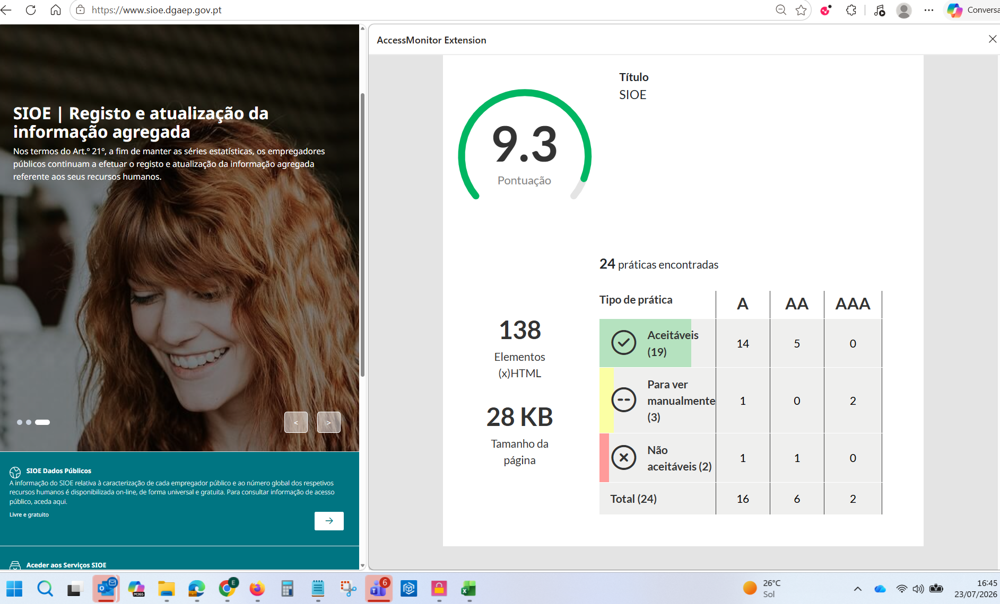 https://www.sioe.dgaep.gov.pt
Conversa
SIOE | Registo e atualização da
informação agregada
Nos termos do Art.º 21º, a fim de manter as séries estatísticas, os empregadores
públicos continuam a efetuar o registo e atualização da informação agregada
referente aos seus recursos humanos.
<
>
SIOE Dados Públicos
A informação do SIOE relativa à caracterização de cada empregador público e ao número global dos respetivos
recursos humanos é disponibilizada on-line, de forma universal e gratuita. Para consultar informação de acesso
público, aceda aqui.
Livre e gratuito
Aceder aos Serviços SIOE
AccessMonitor Extension
9.3
Pontuação
Título
SIOE
138
Elementos
(x)HTML
28 KB
Tamanho da
página
24 práticas encontradas
Tipo de prática A AA AAA
Aceitáveis
(19) 14 5 0
Para ver
manualmente
(3) 1 0 2
Não
aceitáveis (2) 1 1 0
Total (24) 16 6 2
M365
E
6
26°C
Sol
16:45
23/07/2026